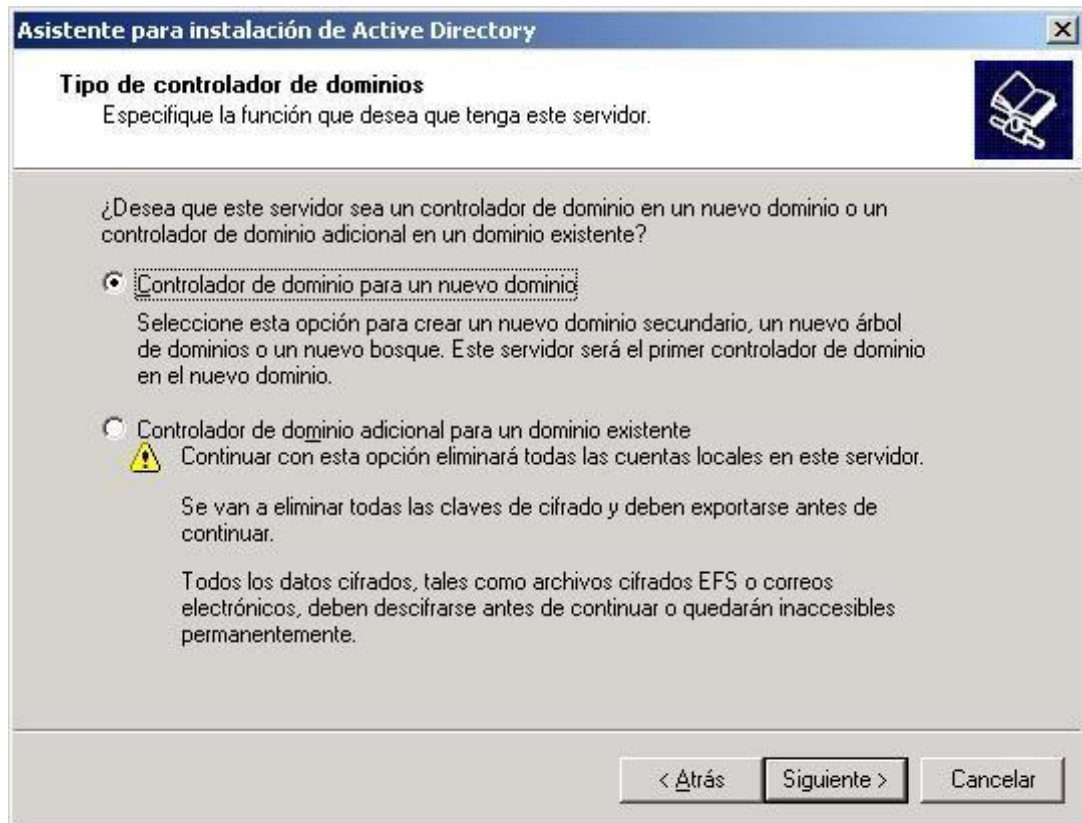 Asistente para instalación de Active Directory
Tipo de controlador de dominios
Especifique la función que desea que tenga este servidor.
¿Desea que este servidor sea un controlador de dominio en un nuevo dominio o un
controlador de dominio adicional en un dominio existente?
Controlador de dominio para un nuevo dominio
Seleccione esta opción para crear un nuevo dominio secundario, un nuevo árbol
de dominios o un nuevo bosque. Este servidor será el primer controlador de dominio
en el nuevo dominio.
Controlador de dominio adicional para un dominio existente
Continuar con esta opción eliminará todas las cuentas locales en este servidor.
Se van a eliminar todas las claves de cifrado y deben exportarse antes de
continuar.
Todos los datos cifrados, tales como archivos cifrados EFS o correos
electrónicos, deben descifrarse antes de continuar o quedarán inaccesibles
permanentemente.
< Atrás Siguiente > Cancelar